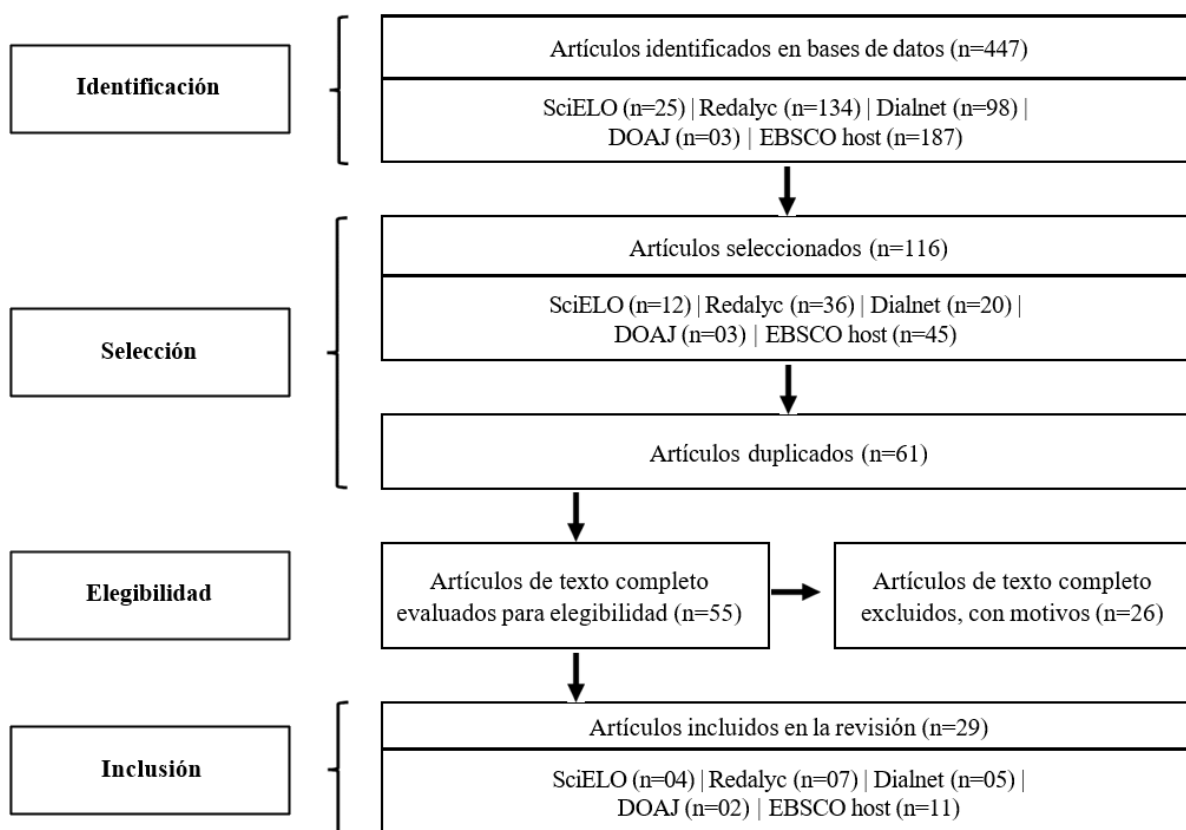 Identificación
Artículos identificados en bases de datos (n=447)
SciELO (n=25) | Redalyc (n=134) | Dialnet (n=98) |
DOAJ (n=03) | EBSCO host (n=187)
Selección
Artículos seleccionados (n=116)
SciELO (n=12) | Redalyc (n=36) | Dialnet (n=20) |
DOAJ (n=03) | EBSCO host (n=45)
Artículos duplicados (n=61)
Elegibilidad
Artículos de texto completo
evaluados para elegibilidad (n=55)
Artículos de texto completo
excluidos, con motivos (n=26)
Inclusión
Artículos incluidos en la revisión (n=29)
SciELO (n=04) | Redalyc (n=07) | Dialnet (n=05) |
DOAJ (n=02) | EBSCO host (n=11)